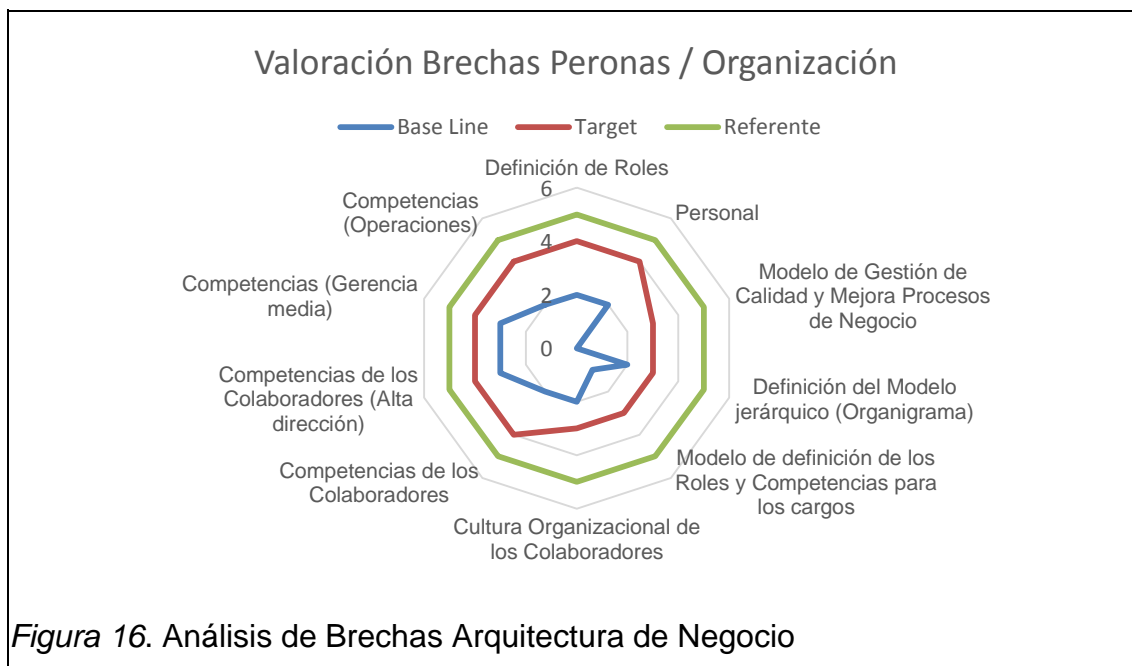 Valoración Brechas Peronas / Organización
Base Line Target Referente
Definición de Roles
Personal
Modelo de Gestión de
Calidad y Mejora Procesos
de Negocio
Definición del Modelo
jerárquico (Organigrama)
Modelo de definición de los
Roles y Competencias para
los cargos
Cultura Organizacional de
los Colaboradores
Competencias de los
Colaboradores
Competencias de los
Colaboradores (Alta
dirección)
Competencias (Gerencia
media)
Competencias
(Operaciones)
6
4
2
0
Figura 16. Análisis de Brechas Arquitectura de Negocio